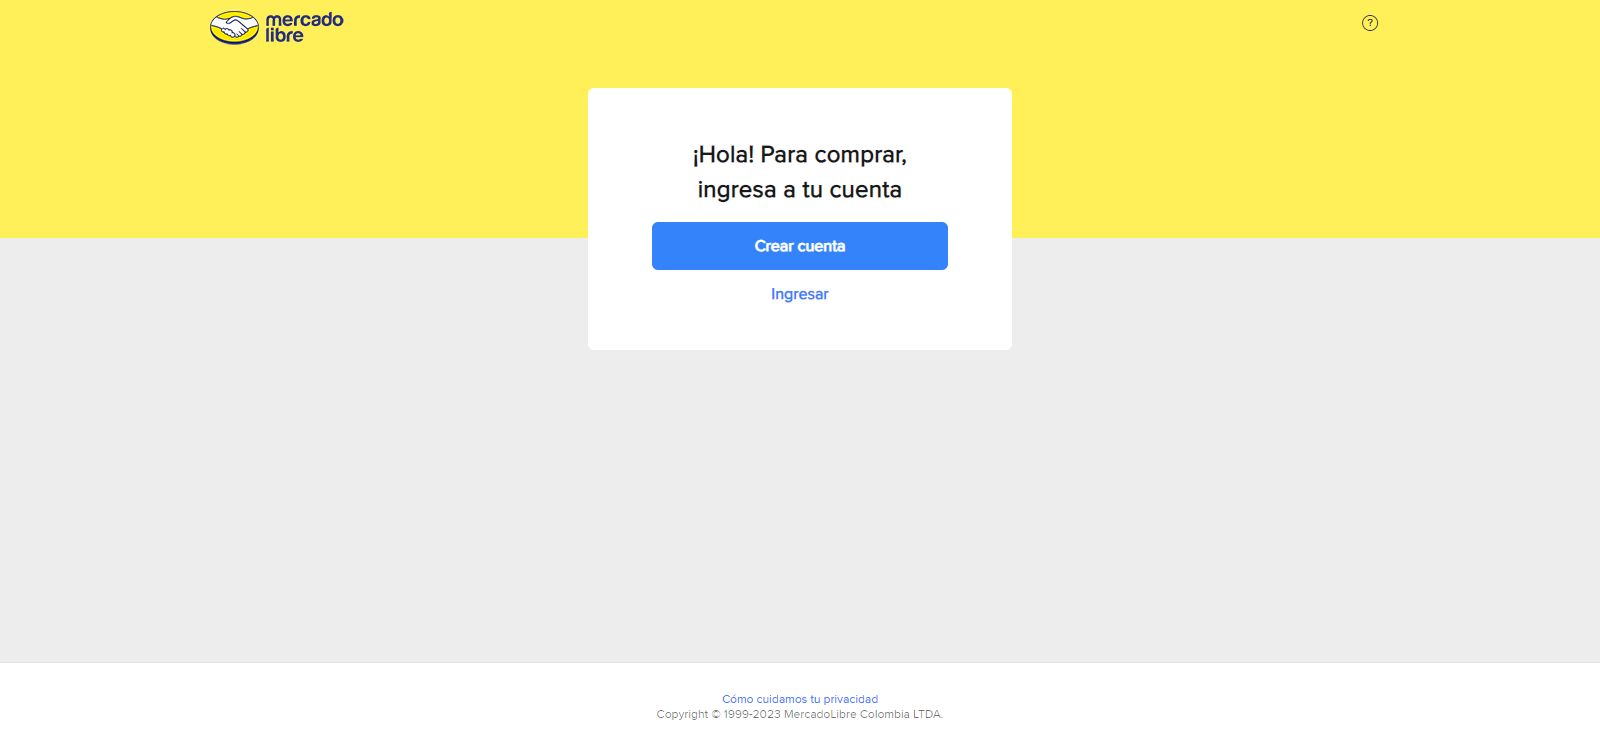 mercado
libre
?
¡Hola! Para comprar,
ingresa a tu cuenta
Crear cuenta
Ingresar
Cómo cuidamos tu privacidad
Copyright © 1999-2023 MercadoLibre Colombia LTDA.